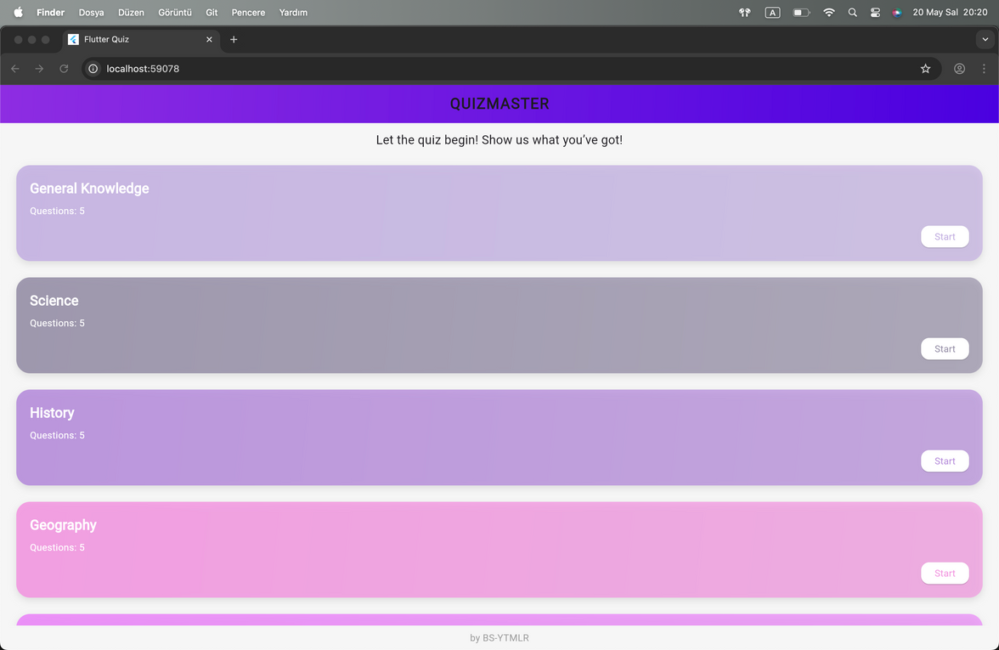 Finder Dosya Düzen Görüntü Git Pencere Yardım A 20 May Sal 20:20
Flutter Quiz
localhost:59078
QUIZMASTER
Let the quiz begin! Show us what you’ve got!
General Knowledge
Questions: 5
Start
Science
Questions: 5
Start
History
Questions: 5
Start
Geography
Questions: 5
Start
by BS-YTMLR